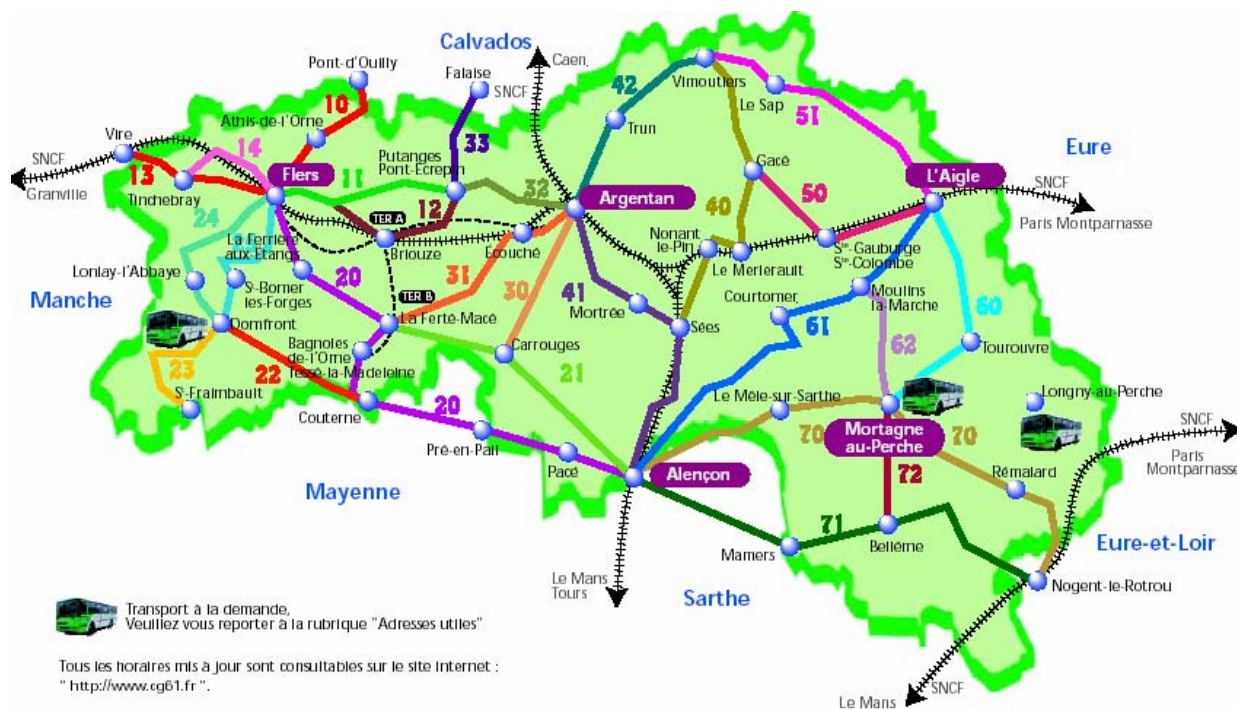 Calvados
Caen,
Pont-d'Ouilly
Falaise
SNCF
42
Vimoutiers
Le Sap
51
10
Athis-de-l'Orne
Trun
33
Vire
14
Eure
SNCF
Granville
13
Tinchebray
Flers
11
Putanges
Pont-Ecrepin
32
Gacé
L'Aigle
SNCF
Paris Montparnasse
24
12
TER A
Argentan
40
50
La Ferrière
aux-Etangs
Briouze
Écouché
Nonant
le-Pin
Le Merlerault
Ste-Gauburge
Ste-Colombe
Lonlay-l'Abbaye
20
31
30
41
Manche
St-Bomer
les-Forges
TER B
Mortrée
Courtomer
Moulins
la-Marche
60
Domfront
La Ferté-Macé
Sées
61
62
Tourouvre
23
22
Bagnoles
de-l'Orne
Tessé-la-Madeleine
Carrouges
21
St-Fraimbault
Couterne
20
Le Mêle-sur-Sarthe
Longny-au-Perche
70
Mortagne
au-Perche
70
SNCF
Paris
Montparnasse
Pré-en-Pail
Pacé
Alençon
72
Rémalard
Mayenne
71
Mamers
Bellême
Eure-et-Loir
Le Mans
Tours
Sarthe
Nogent-le-Rotrou
Transport à la demande,
Veuillez vous reporter à la rubrique "Adresses utiles"
Tous les horaires mis à jour sont consultables sur le site Internet :
" http://www.cg61.fr ".
SNCF
Le Mans